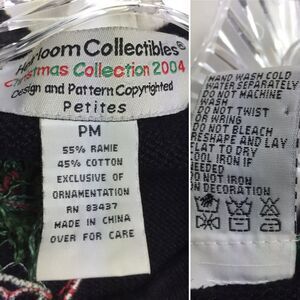 Heirloom Collectibles®
Christmas Collection 2004
Design and Pattern Copyrighted
Petites
PM
55% RAMIE
45% COTTON
EXCLUSIVE OF
ORNAMENTATION
RN 83437
MADE IN CHINA
OVER FOR CARE
HAND WASH COLD
WATER SEPARATELY
DO NOT MACHINE
WASH
DO NOT TWIST
OR WRING
DO NOT BLEACH
RESHAPE AND LAY
FLAT TO DRY
COOL IRON IF
NEEDED
DO NOT IRON
ON DECORATION